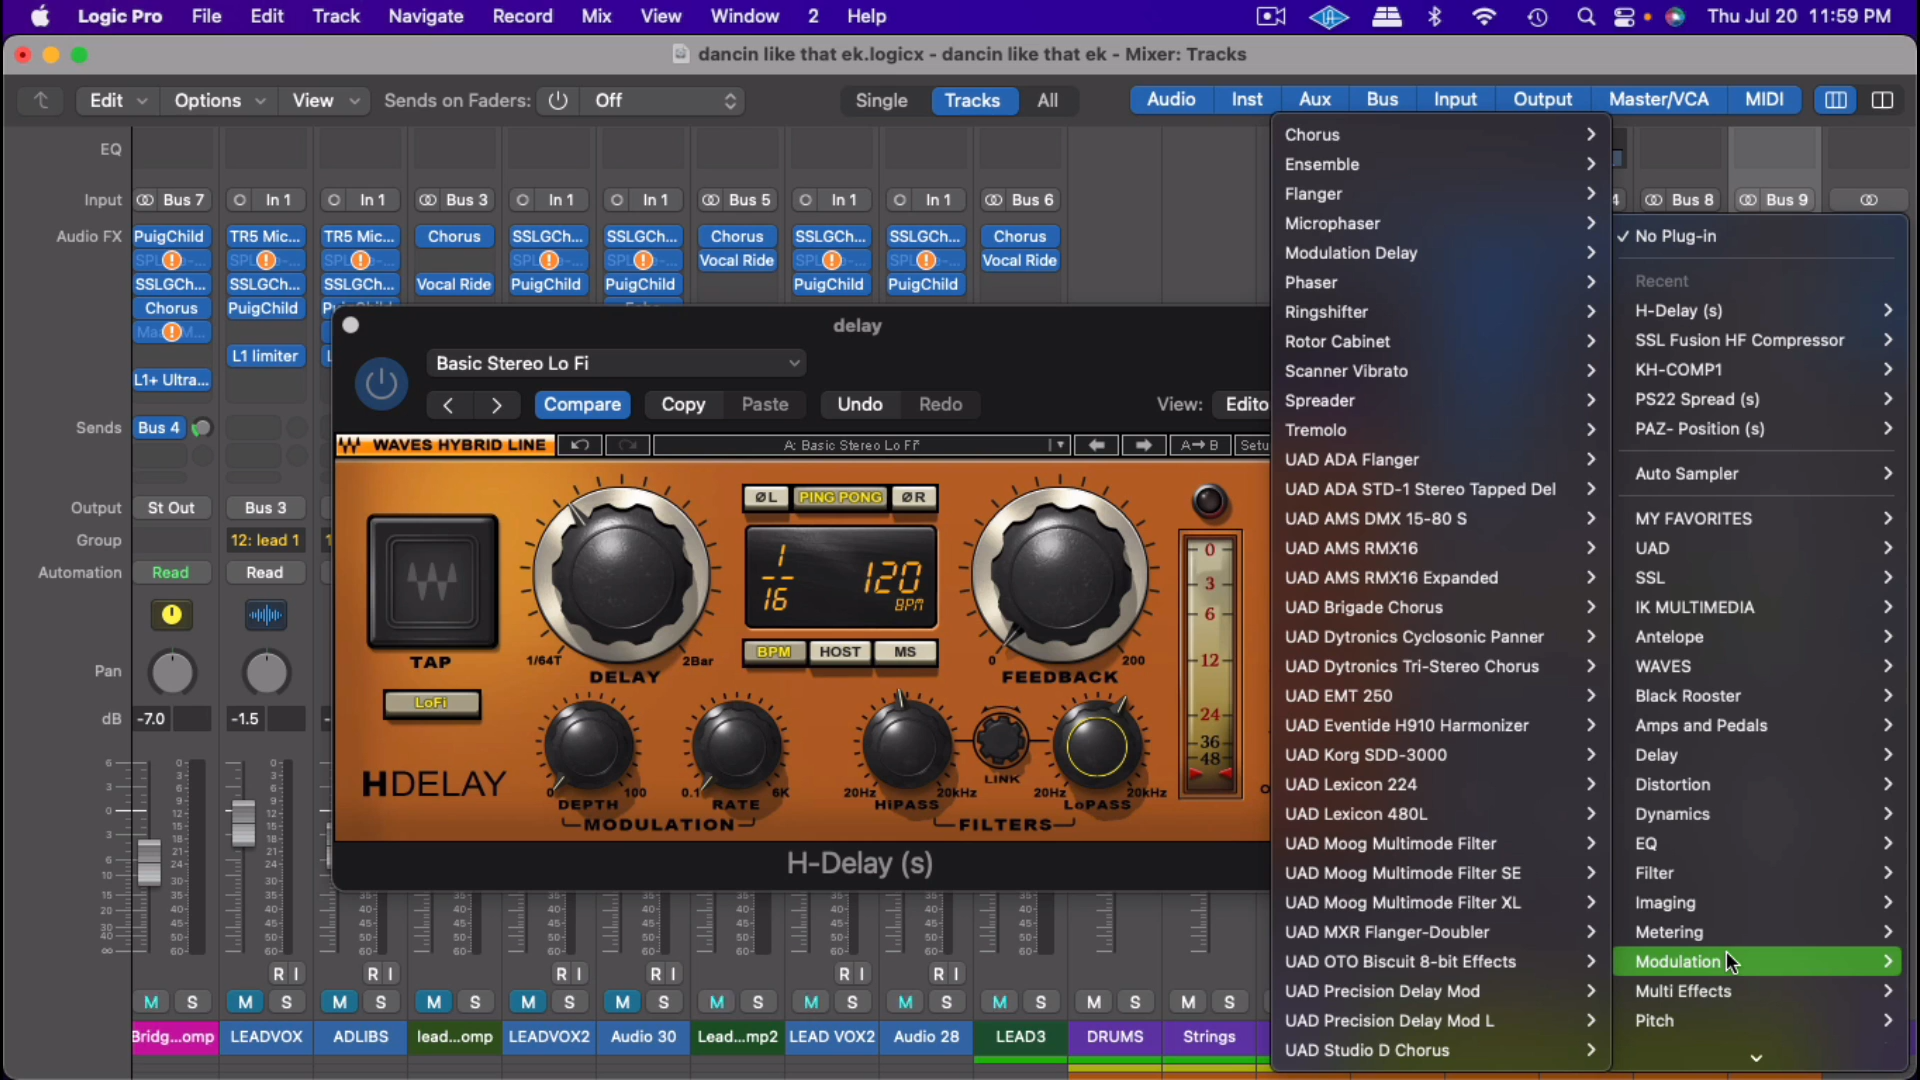 Logic Pro File Edit Track Navigate Record Mix View Window 2 Help Thu Jul 20 11:59 PM
dancin like that ek.logicx - dancin like that ek - Mixer: Tracks
Edit Options View Sends on Faders: Off Single Tracks All Audio Inst Aux Bus Input Output Master/VCA MIDI
EQ
Input Bus 7 In 1 In 1 Bus 3 In 1 In 1 Bus 5 In 1 In 1 Bus 6 4 Bus 8 Bus 9
Audio FX PuigChild TR5 Mic... TR5 Mic... Chorus SSLGCh... SSLGCh... Chorus SSLGCh... SSLGCh... Chorus
Vocal Ride Vocal Ride
SSLGCh... SSLGCh... SSLGCh... Vocal Ride PuigChild PuigChild PuigChild PuigChild
Chorus PuigChild
L1 limiter
L1+ Ultra...
Sends Bus 4
Output St Out Bus 3
Group 12: lead 1
Automation Read Read
Pan
dB -7.0 -1.5
delay
Basic Stereo Lo Fi
Compare Copy Paste Undo Redo View: Edito
WAVES HYBRID LINE A: Basic Stereo Lo Fi* A→B Setu
ØL PING PONG ØR
1
16
120
BPM
BPM HOST MS
TAP
LoFi
1/64T 2Bar
DELAY
0 200
FEEDBACK
0
3
6
12
24
36
48
0 100
DEPTH
0.1 6K
RATE
MODULATION
20Hz 20kHz
HiPASS
LINK
20Hz 20kHz
LoPASS
FILTERS
H DELAY
H-Delay (s)
Chorus
Ensemble
Flanger
Microphaser
Modulation Delay
Phaser
Ringshifter
Rotor Cabinet
Scanner Vibrato
Spreader
Tremolo
UAD ADA Flanger
UAD ADA STD-1 Stereo Tapped Del
UAD AMS DMX 15-80 S
UAD AMS RMX16
UAD AMS RMX16 Expanded
UAD Brigade Chorus
UAD Dytronics Cyclosonic Panner
UAD Dytronics Tri-Stereo Chorus
UAD EMT 250
UAD Eventide H910 Harmonizer
UAD Korg SDD-3000
UAD Lexicon 224
UAD Lexicon 480L
UAD Moog Multimode Filter
UAD Moog Multimode Filter SE
UAD Moog Multimode Filter XL
UAD MXR Flanger-Doubler
UAD OTO Biscuit 8-bit Effects
UAD Precision Delay Mod
UAD Precision Delay Mod L
UAD Studio D Chorus
No Plug-in
Recent
H-Delay (s)
SSL Fusion HF Compressor
KH-COMP1
PS22 Spread (s)
PAZ- Position (s)
Auto Sampler
MY FAVORITES
UAD
SSL
IK MULTIMEDIA
Antelope
WAVES
Black Rooster
Amps and Pedals
Delay
Distortion
Dynamics
EQ
Filter
Imaging
Metering
Modulation
Multi Effects
Pitch
R I R I R I R I R I R I
M S M S M S M S M S M S M S M S M S M S M S M S
Bridg...omp LEADVOX ADLIBS lead...omp LEADVOX2 Audio 30 Lead...mp2 LEAD VOX2 Audio 28 LEAD3 DRUMS Strings